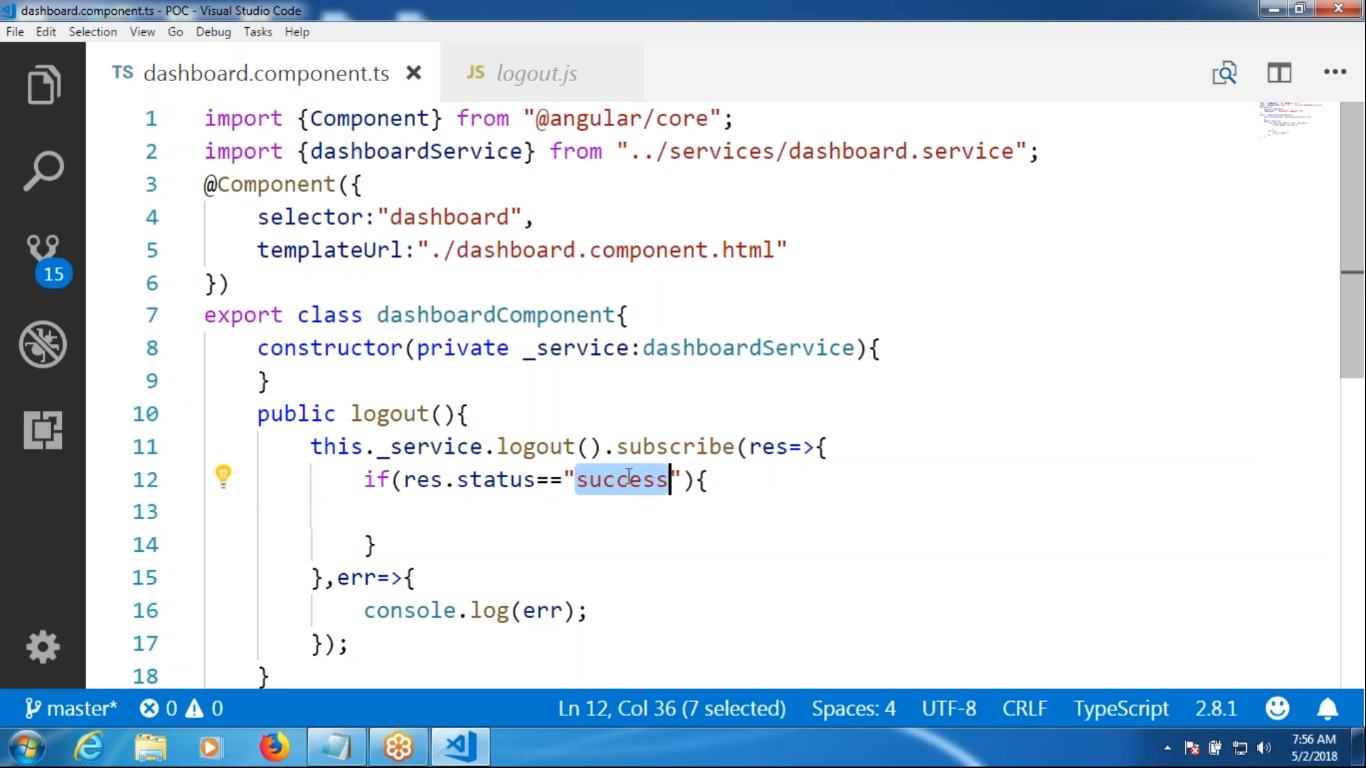 dashboard.component.ts - POC - Visual Studio Code
File Edit Selection View Go Debug Tasks Help
TS dashboard.component.ts JS logout.js
1 import {Component} from "@angular/core";
2 import {dashboardService} from "../services/dashboard.service";
3 @Component({
4 selector:"dashboard",
5 templateUrl:"./dashboard.component.html"
6 })
7 export class dashboardComponent{
8 constructor(private _service:dashboardService){
9 }
10 public logout(){
11 this._service.logout().subscribe(res=>{
12 if(res.status=="success"){
13
14 }
15 },err=>{
16 console.log(err);
17 });
18 }
15
master* 0 0 Ln 12, Col 36 (7 selected) Spaces: 4 UTF-8 CRLF TypeScript 2.8.1
7:56 AM
5/2/2018